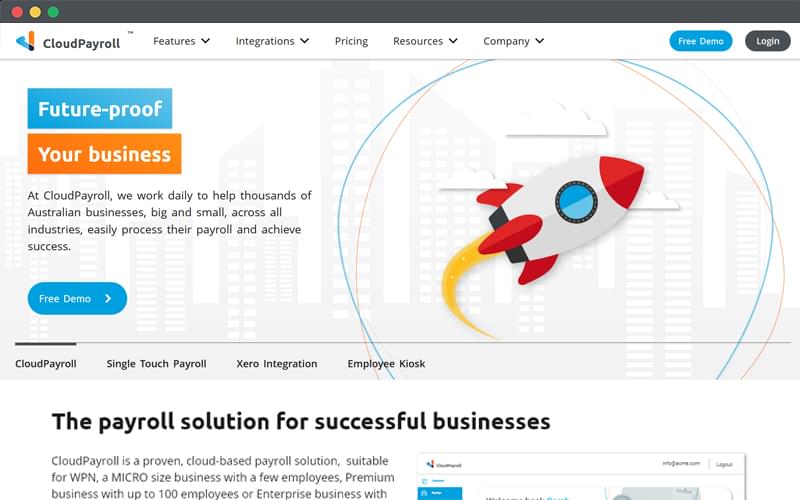 CloudPayroll ™ Features Integrations Pricing Resources Company Free Demo Login
Future-proof
Your business
At CloudPayroll, we work daily to help thousands of
Australian businesses, big and small, across all
industries, easily process their payroll and achieve
success.
Free Demo
CloudPayroll Single Touch Payroll Xero Integration Employee Kiosk
The payroll solution for successful businesses
CloudPayroll is a proven, cloud-based payroll solution, suitable
for WPN, a MICRO size business with a few employees, Premium
business with up to 100 employees or Enterprise business with
CloudPayroll info@acme.com Logout
Welcome back